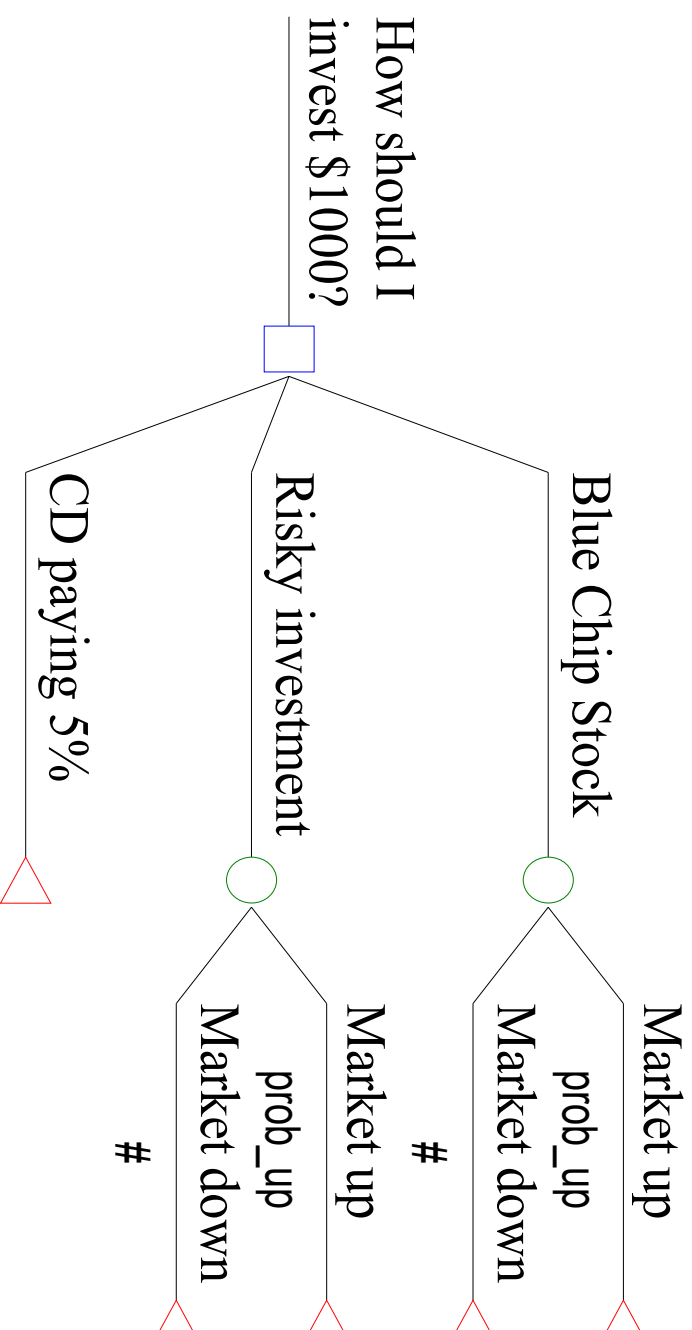 How should I
invest $1000?
Blue Chip Stock
Market up
prob_up
Market down
#
Risky investment
Market up
prob_up
Market down
#
CD paying 5%